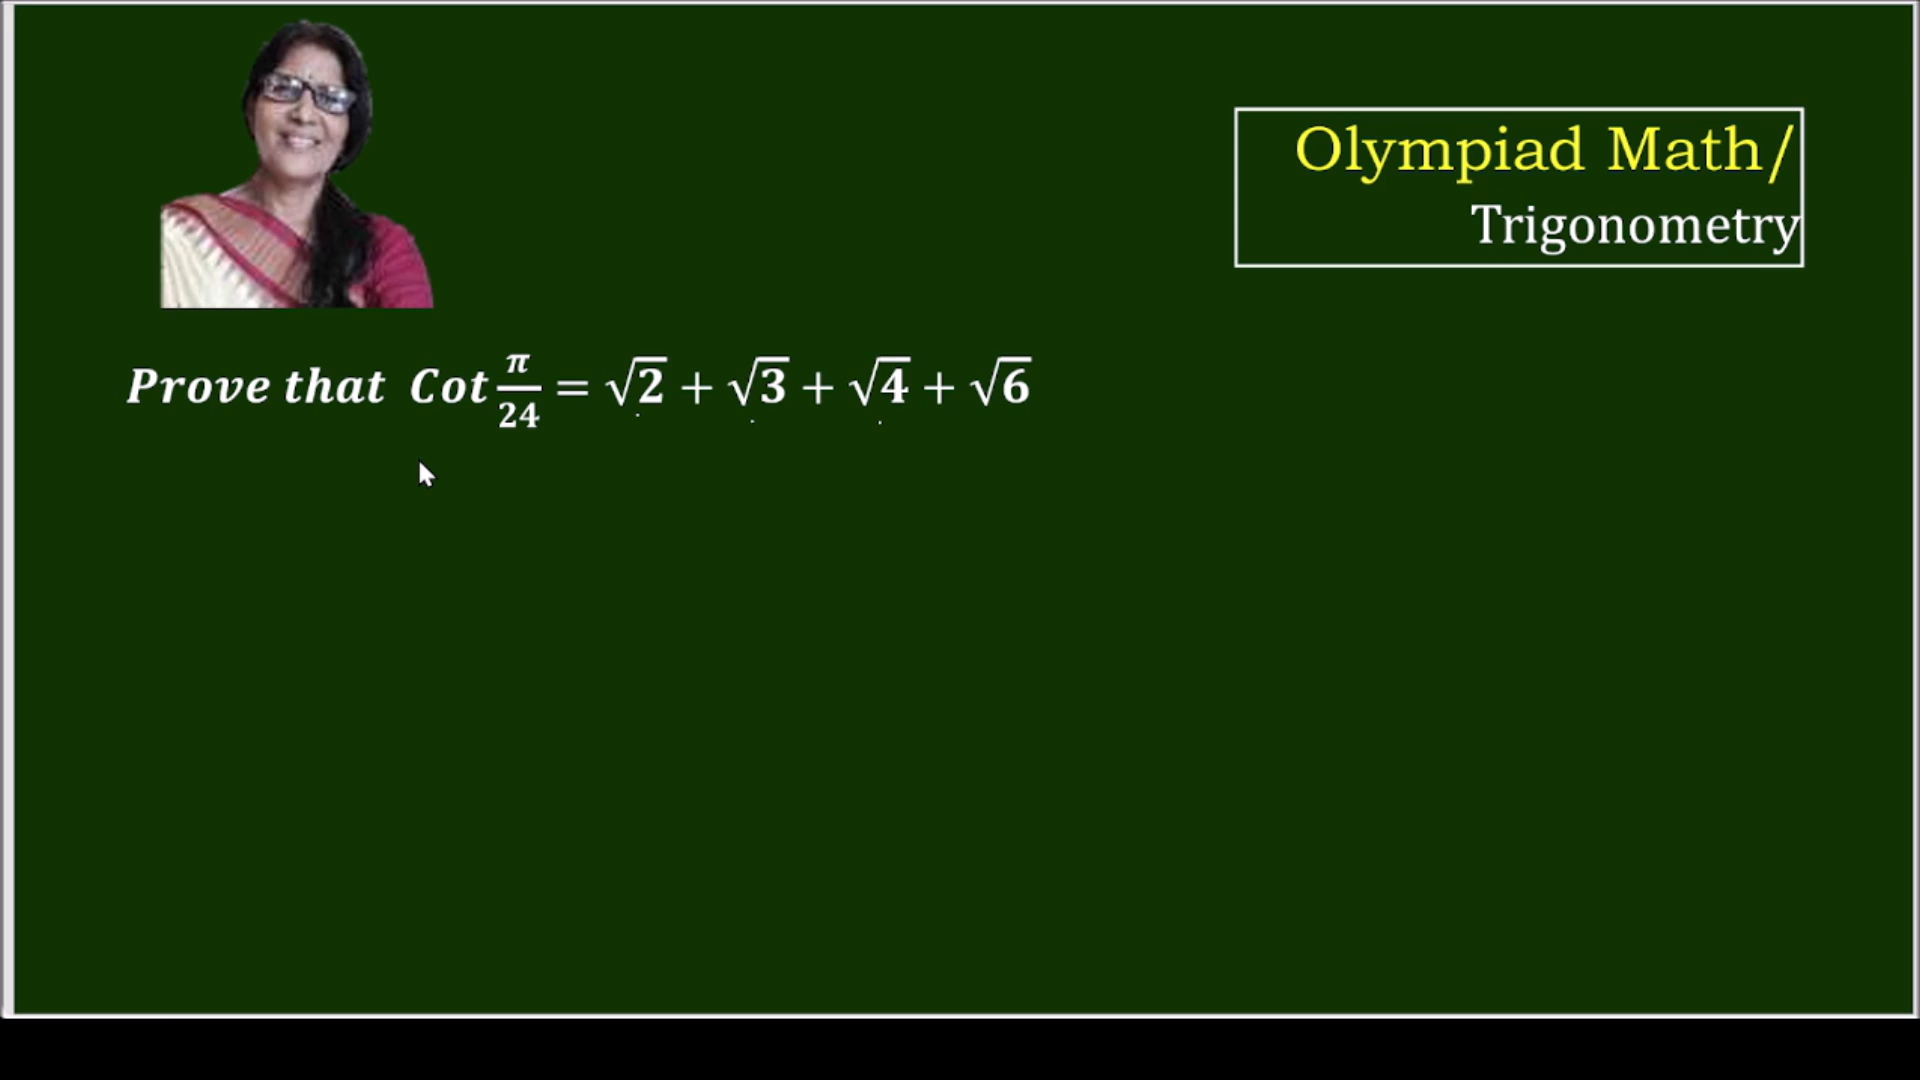 Olympiad Math/
Trigonometry
Prove that Cot π/24 = √2 + √3 + √4 + √6